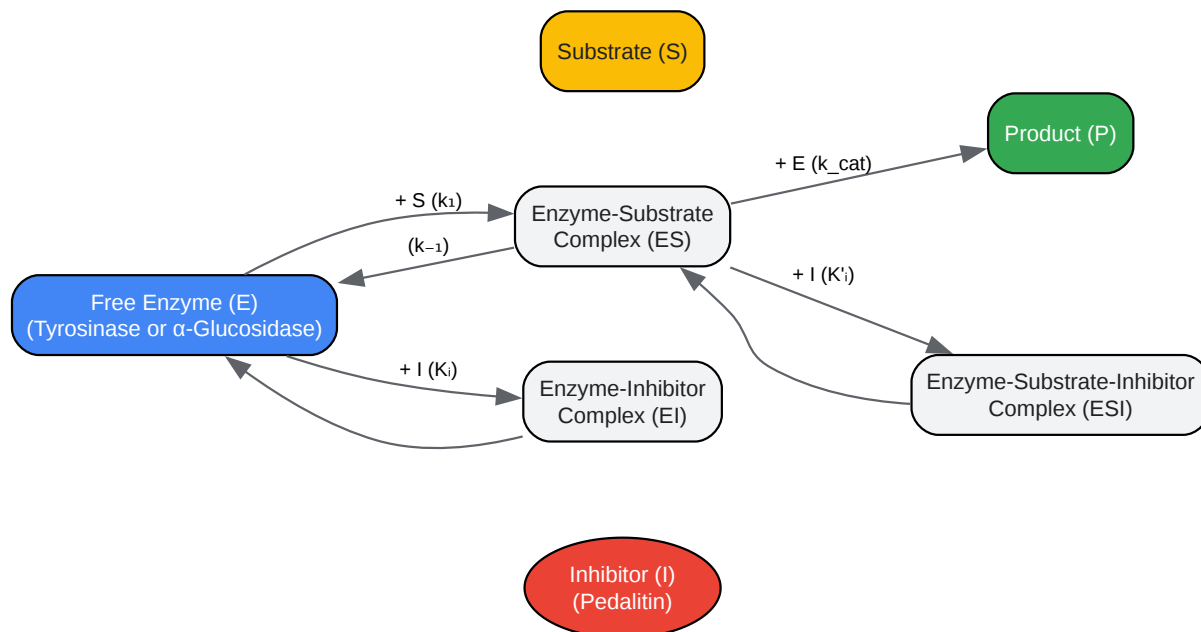 Substrate (S)
Product (P)
+ E (k_cat)
+ S (k₁)
Enzyme-Substrate
Complex (ES)
(k₋₁)
+ I (K'ᵢ)
Free Enzyme (E)
(Tyrosinase or α-Glucosidase)
+ I (Kᵢ)
Enzyme-Inhibitor
Complex (EI)
Enzyme-Substrate-Inhibitor
Complex (ESI)
Inhibitor (I)
(Pedalitin)